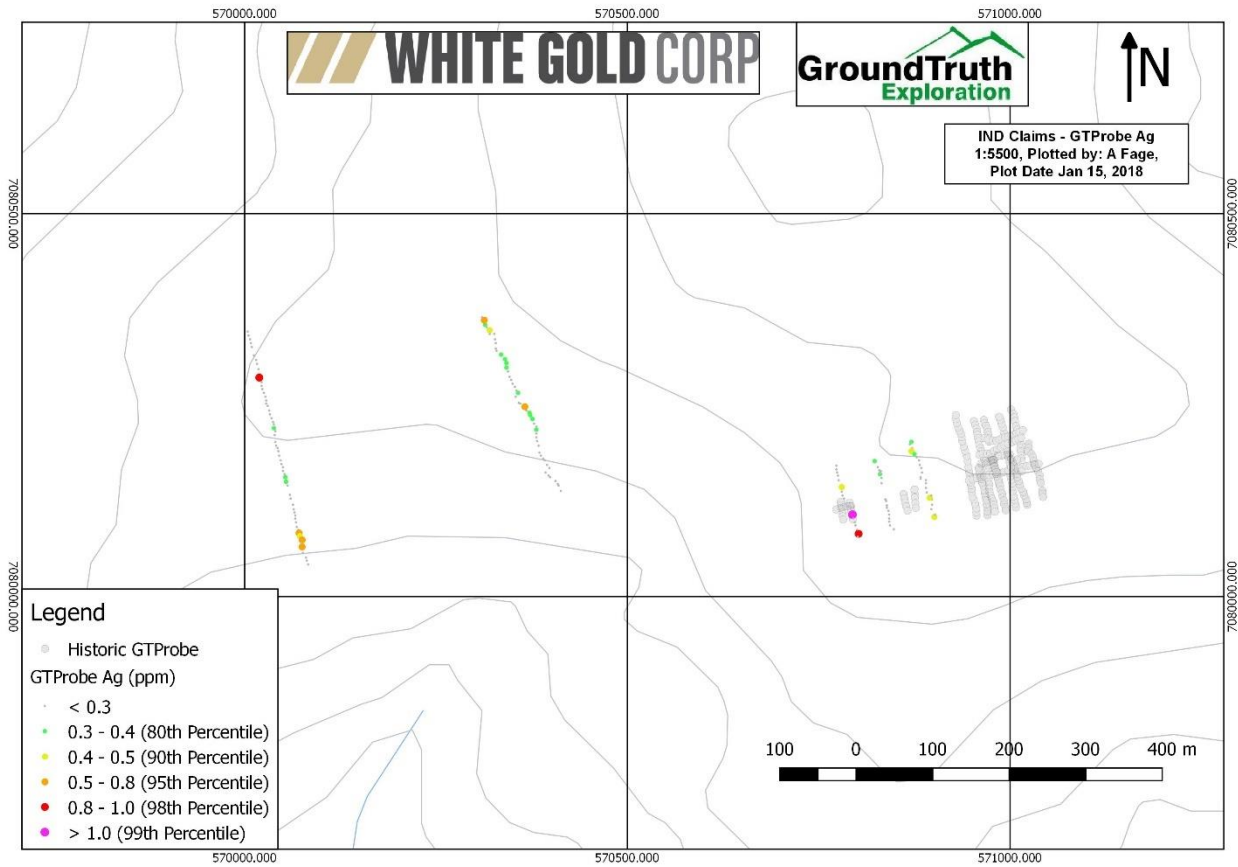 570000.000
570500.000
571000.000
WHITE GOLD CORP
GroundTruth
Exploration
N
IND Claims - GTProbe Ag
1:5500, Plotted by: A Fage,
Plot Date Jan 15, 2018
7080500.000
7080500.000
7080000.000
7080000.000
Legend
Historic GTProbe
GTProbe Ag (ppm)
< 0.3
0.3 - 0.4 (80th Percentile)
0.4 - 0.5 (90th Percentile)
0.5 - 0.8 (95th Percentile)
0.8 - 1.0 (98th Percentile)
> 1.0 (99th Percentile)
100 0 100 200 300 400 m
570000.000
570500.000
571000.000